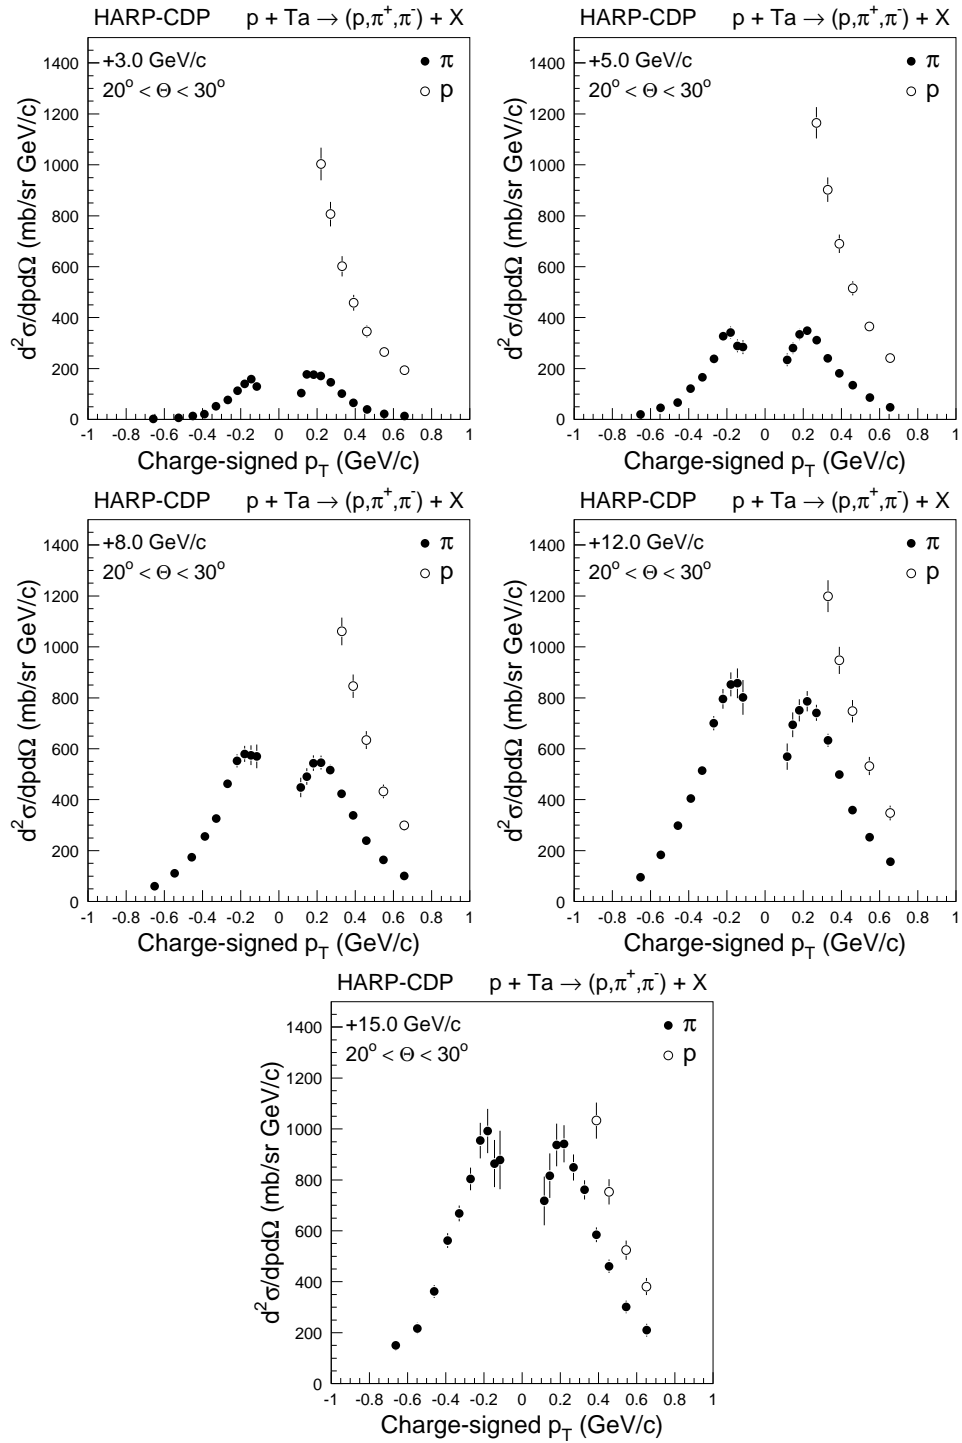 HARP-CDP p + Ta → (p,π⁺,π⁻) + X
+3.0 GeV/c
20° < Θ < 30°
π
p
d²σ/dpdΩ (mb/sr GeV/c)
1400
1200
1000
800
600
400
200
0
-1 -0.8 -0.6 -0.4 -0.2 0 0.2 0.4 0.6 0.8 1
Charge-signed p_T (GeV/c)
HARP-CDP p + Ta → (p,π⁺,π⁻) + X
+5.0 GeV/c
20° < Θ < 30°
π
p
d²σ/dpdΩ (mb/sr GeV/c)
1400
1200
1000
800
600
400
200
0
-1 -0.8 -0.6 -0.4 -0.2 0 0.2 0.4 0.6 0.8 1
Charge-signed p_T (GeV/c)
HARP-CDP p + Ta → (p,π⁺,π⁻) + X
+8.0 GeV/c
20° < Θ < 30°
π
p
d²σ/dpdΩ (mb/sr GeV/c)
1400
1200
1000
800
600
400
200
0
-1 -0.8 -0.6 -0.4 -0.2 0 0.2 0.4 0.6 0.8 1
Charge-signed p_T (GeV/c)
HARP-CDP p + Ta → (p,π⁺,π⁻) + X
+12.0 GeV/c
20° < Θ < 30°
π
p
d²σ/dpdΩ (mb/sr GeV/c)
1400
1200
1000
800
600
400
200
0
-1 -0.8 -0.6 -0.4 -0.2 0 0.2 0.4 0.6 0.8 1
Charge-signed p_T (GeV/c)
HARP-CDP p + Ta → (p,π⁺,π⁻) + X
+15.0 GeV/c
20° < Θ < 30°
π
p
d²σ/dpdΩ (mb/sr GeV/c)
1400
1200
1000
800
600
400
200
0
-1 -0.8 -0.6 -0.4 -0.2 0 0.2 0.4 0.6 0.8 1
Charge-signed p_T (GeV/c)